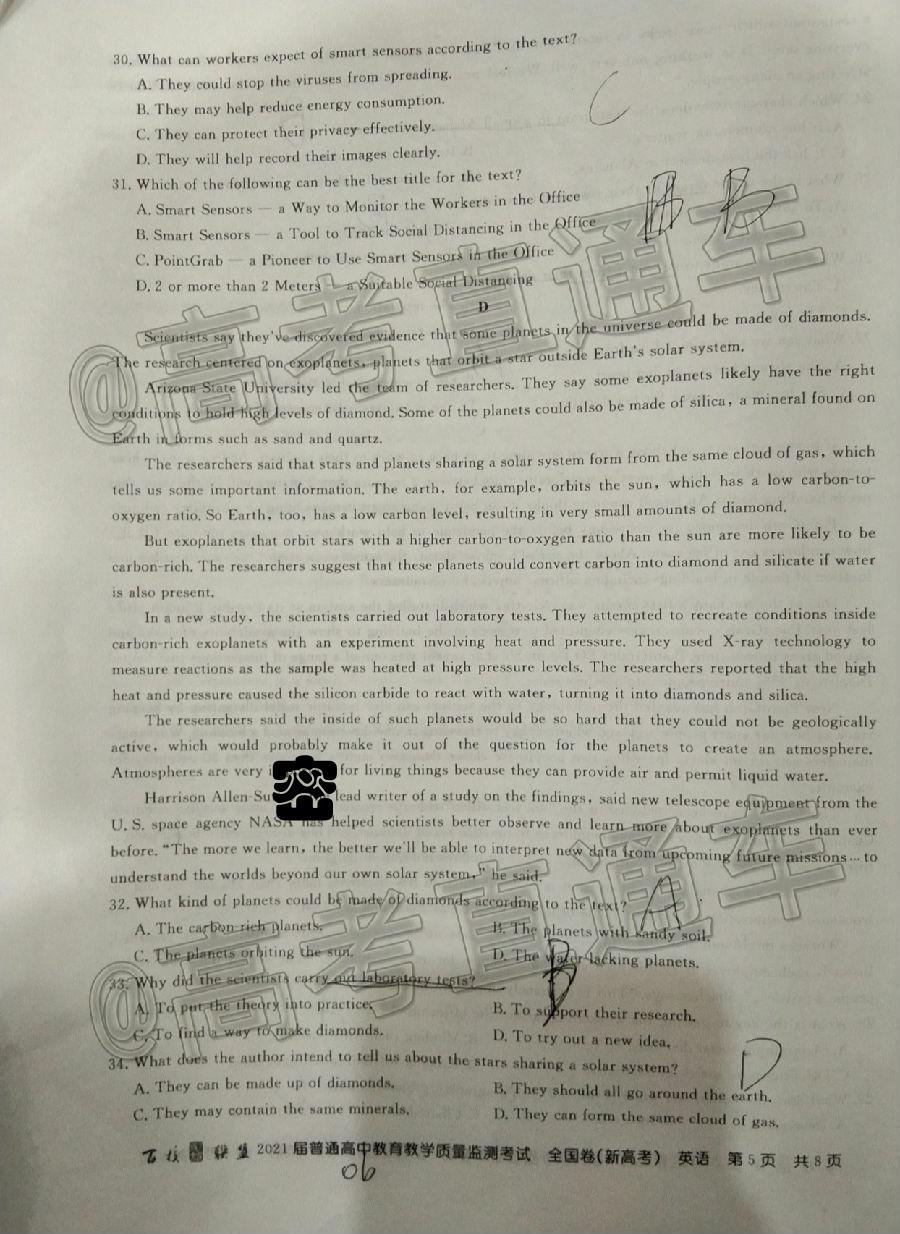 30. What can workers expect of smart sensors according to the text?
A. They could stop the viruses from spreading.
B. They may help reduce energy consumption.
C. They can protect their privacy effectively.
D. They will help record their images clearly.
C
31. Which of the following can be the best title for the text?
A. Smart Sensors — a Way to Monitor the Workers in the Office
B. Smart Sensors — a Tool to Track Social Distancing in the Office
C. PointGrab — a Pioneer to Use Smart Sensors in the Office
D. 2 or more than 2 Meters — a Suitable Social Distancing
B
D
Scientists say they've discovered evidence that some planets in the universe could be made of diamonds.
The research centered on exoplanets, planets that orbit a star outside Earth's solar system.
Arizona State University led the team of researchers. They say some exoplanets likely have the right
conditions to hold high levels of diamond. Some of the planets could also be made of silica, a mineral found on
Earth in forms such as sand and quartz.
The researchers said that stars and planets sharing a solar system form from the same cloud of gas, which
tells us some important information. The earth, for example, orbits the sun, which has a low carbon-to-
oxygen ratio. So Earth, too, has a low carbon level, resulting in very small amounts of diamond.
But exoplanets that orbit stars with a higher carbon-to-oxygen ratio than the sun are more likely to be
carbon-rich. The researchers suggest that these planets could convert carbon into diamond and silicate if water
is also present.
In a new study, the scientists carried out laboratory tests. They attempted to recreate conditions inside
carbon-rich exoplanets with an experiment involving heat and pressure. They used X-ray technology to
measure reactions as the sample was heated at high pressure levels. The researchers reported that the high
heat and pressure caused the silicon carbide to react with water, turning it into diamonds and silica.
The researchers said the inside of such planets would be so hard that they could not be geologically
active, which would probably make it out of the question for the planets to create an atmosphere.
Atmospheres are very for living things because they can provide air and permit liquid water.
Harrison Allen-Su lead writer of a study on the findings, said new telescope equipment from the
U.S. space agency NASA has helped scientists better observe and learn more about exoplanets than ever
before. "The more we learn, the better we'll be able to interpret new data from upcoming future missions… to
understand the worlds beyond our own solar system," he said.
32. What kind of planets could be made of diamonds according to the text?
A
A. The carbon-rich planets. B. The planets with sandy soil.
C. The planets orbiting the sun. D. The water-lacking planets.
33. Why did the scientists carry out laboratory tests?
B
A. To put the theory into practice. B. To support their research.
C. To find a way to make diamonds. D. To try out a new idea.
34. What does the author intend to tell us about the stars sharing a solar system?
D
A. They can be made up of diamonds. B. They should all go around the earth.
C. They may contain the same minerals. D. They can form the same cloud of gas.
百校联盟 2021届普通高中教育教学质量监测考试 全国卷(新高考) 英语 第5页 共8页
06
@高考直通车
@高考直通车